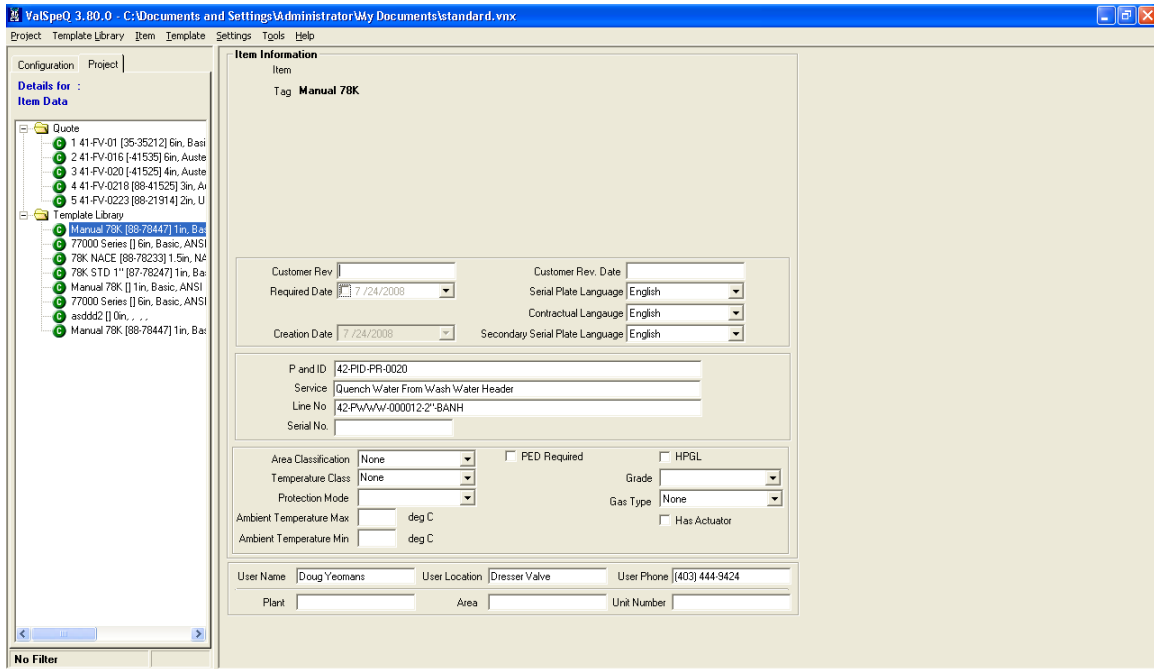 ValSpeQ 3.80.0 - C:\Documents and Settings\Administrator\My Documents\standard.vnx
Project Template Library Item Template Settings Tools Help
Configuration Project
Details for :
Item Data
Quote
1 41-FV-01 [35-35212] 6in, Basi
2 41-FV-016 [-41535] 6in, Auste
3 41-FV-020 [-41525] 4in, Auste
4 41-FV-0218 [88-41525] 3in, Au
5 41-FV-0223 [88-21914] 2in, U
Template Library
Manual 78K [88-78447] 1in, Bas
77000 Series [] 6in, Basic, ANSI
78K NACE [88-78233] 1.5in, NA
78K STD 1" [87-78247] 1in, Ba
Manual 78K [] 1in, Basic, ANSI
77000 Series [] 6in, Basic, ANSI
asddd2 [] 0in, , , ,
Manual 78K [88-78447] 1in, Bas
No Filter
Item Information
Item
Tag Manual 78K
Customer Rev Customer Rev. Date
Required Date 7 /24/2008 Serial Plate Language English
Contractual Langauge English
Creation Date 7 /24/2008 Secondary Serial Plate Language English
P and ID 42-PID-PR-0020
Service Quench Water From Wash Water Header
Line No 42-PWWW-000012-2"-BANH
Serial No.
Area Classification None PED Required HPGL
Temperature Class None Grade
Protection Mode Gas Type None
Ambient Temperature Max deg C Has Actuator
Ambient Temperature Min deg C
User Name Doug Yeomans User Location Dresser Valve User Phone (403) 444-9424
Plant Area Unit Number